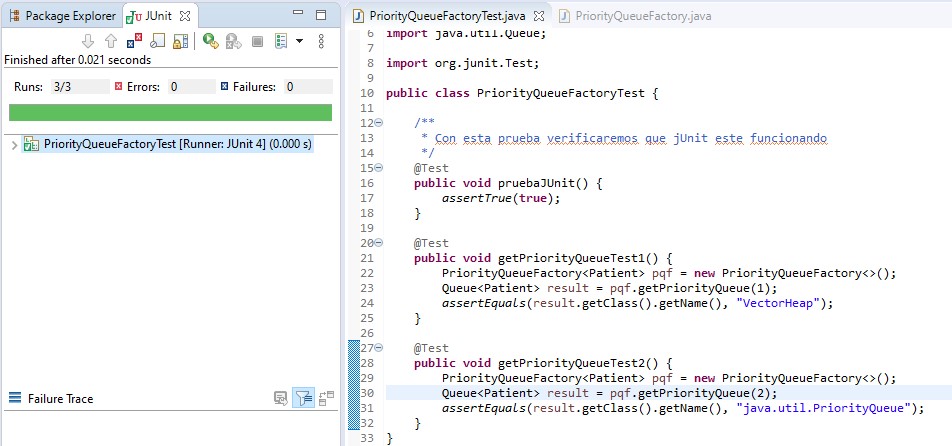 Package Explorer
JUnit
Finished after 0.021 seconds
Runs: 3/3 Errors: 0 Failures: 0
PriorityQueueFactoryTest [Runner: JUnit 4] (0.000 s)
Failure Trace
PriorityQueueFactoryTest.java
PriorityQueueFactory.java
6 import java.util.Queue;
7
8 import org.junit.Test;
9
10 public class PriorityQueueFactoryTest {
11
12 /**
13 * Con esta prueba verificaremos que jUnit este funcionando
14 */
15 @Test
16 public void pruebaJUnit() {
17 assertTrue(true);
18 }
19
20 @Test
21 public void getPriorityQueueTest1() {
22 PriorityQueueFactory<Patient> pqf = new PriorityQueueFactory<>();
23 Queue<Patient> result = pqf.getPriorityQueue(1);
24 assertEquals(result.getClass().getName(), "VectorHeap");
25 }
26
27 @Test
28 public void getPriorityQueueTest2() {
29 PriorityQueueFactory<Patient> pqf = new PriorityQueueFactory<>();
30 Queue<Patient> result = pqf.getPriorityQueue(2);
31 assertEquals(result.getClass().getName(), "java.util.PriorityQueue");
32 }
33 }